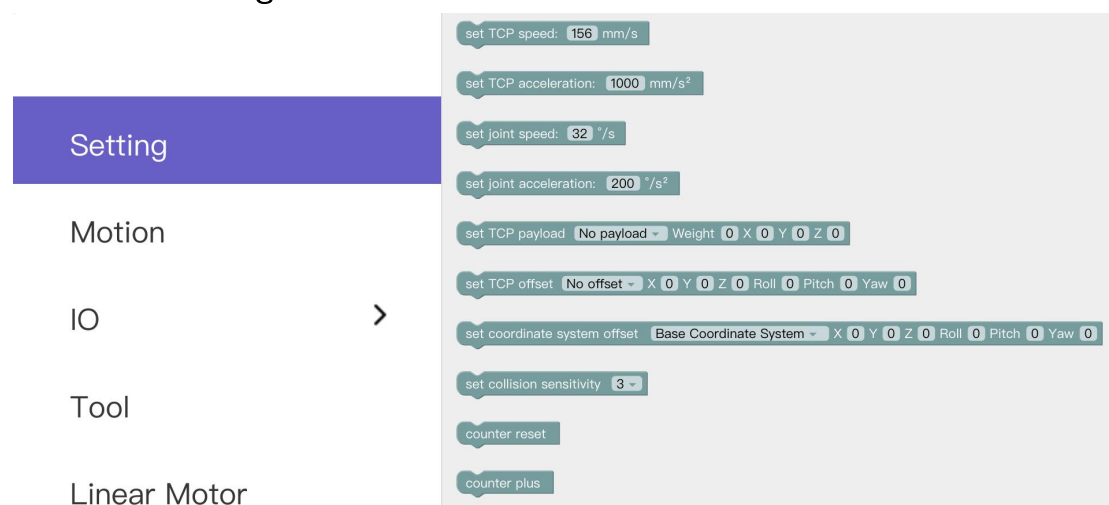 set TCP speed: 156 mm/s
set TCP acceleration: 1000 mm/s²
set joint speed: 32 °/s
set joint acceleration: 200 °/s²
set TCP payload No payload Weight 0 X 0 Y 0 Z 0
set TCP offset No offset X 0 Y 0 Z 0 Roll 0 Pitch 0 Yaw 0
set coordinate system offset Base Coordinate System X 0 Y 0 Z 0 Roll 0 Pitch 0 Yaw 0
set collision sensitivity 3
counter reset
counter plus
Setting
Motion
IO
Tool
Linear Motor